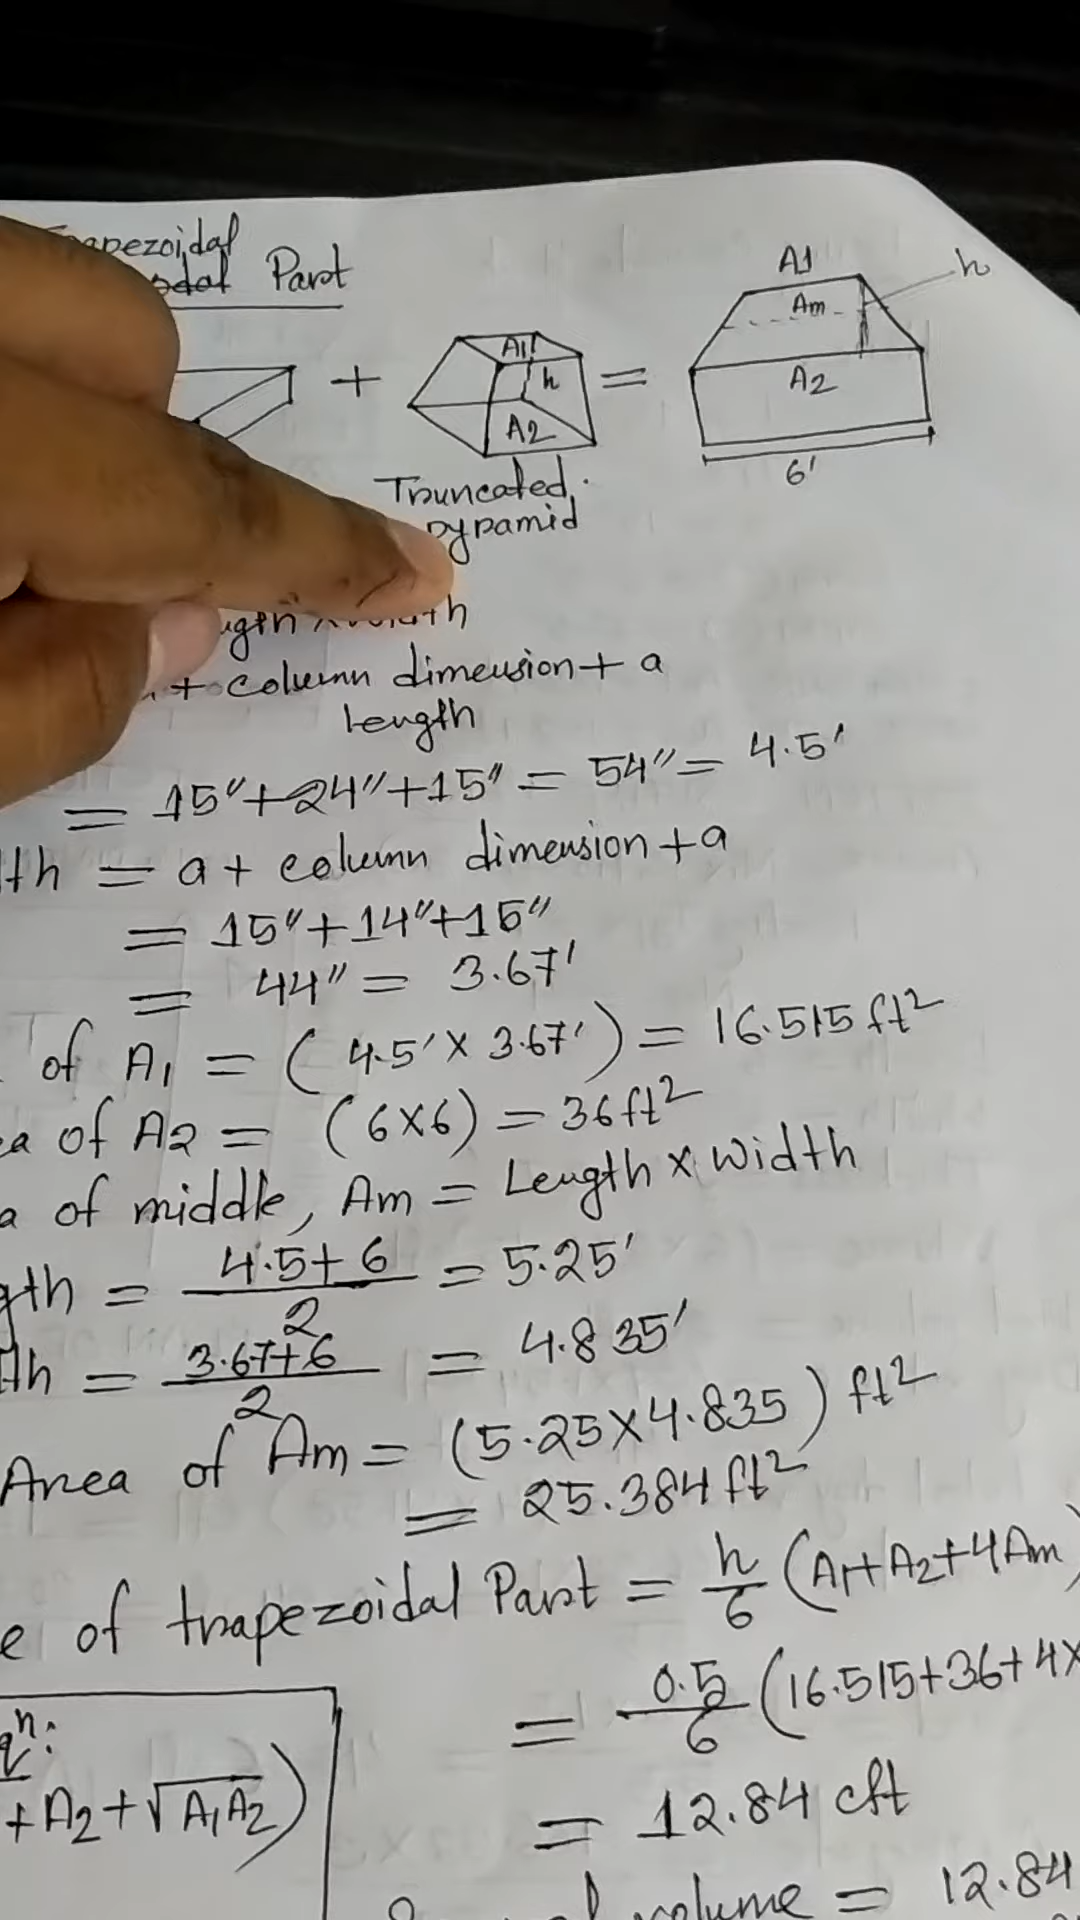 Trapezoidal
Part
A1
h
Am
A2
6'
+
A1
h
A2
=
Truncated
pyramid
+ column dimension + a
length
= 15"+24"+15" = 54" = 4.5'
= a + column dimension + a
= 15"+14"+15"
= 44" = 3.67'
of A1 = (4.5' x 3.67') = 16.515 ft²
of A2 = (6x6) = 36 ft²
of middle, Am = Length x width
= 4.5+6 / 2 = 5.25'
= 3.67+6 / 2 = 4.835'
Area of Am = (5.25x4.835) ft²
= 25.384 ft²
of trapezoidal Part = h/6 (A1+A2+4Am)
= 0.5/6 (16.515+36+4x
= 12.84 cft
+ A2 + √A1A2)
volume = 12.84